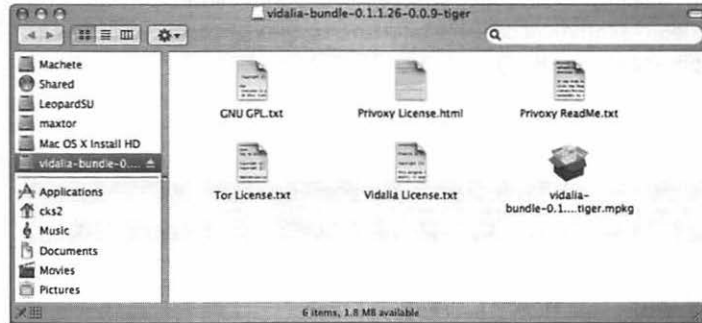 vidalia-bundle-0.1.1.26-0.0.9-tiger
Machete
Shared
LeopardSU
maxtor
Mac OS X Install HD
vidalia-bundle-0....
Applications
cks2
Music
Documents
Movies
Pictures
GNU GPL.txt
Privoxy License.html
Privoxy ReadMe.txt
Tor License.txt
Vidalia License.txt
vidalia-
bundle-0.1....tiger.mpkg
6 items, 1.8 MB available